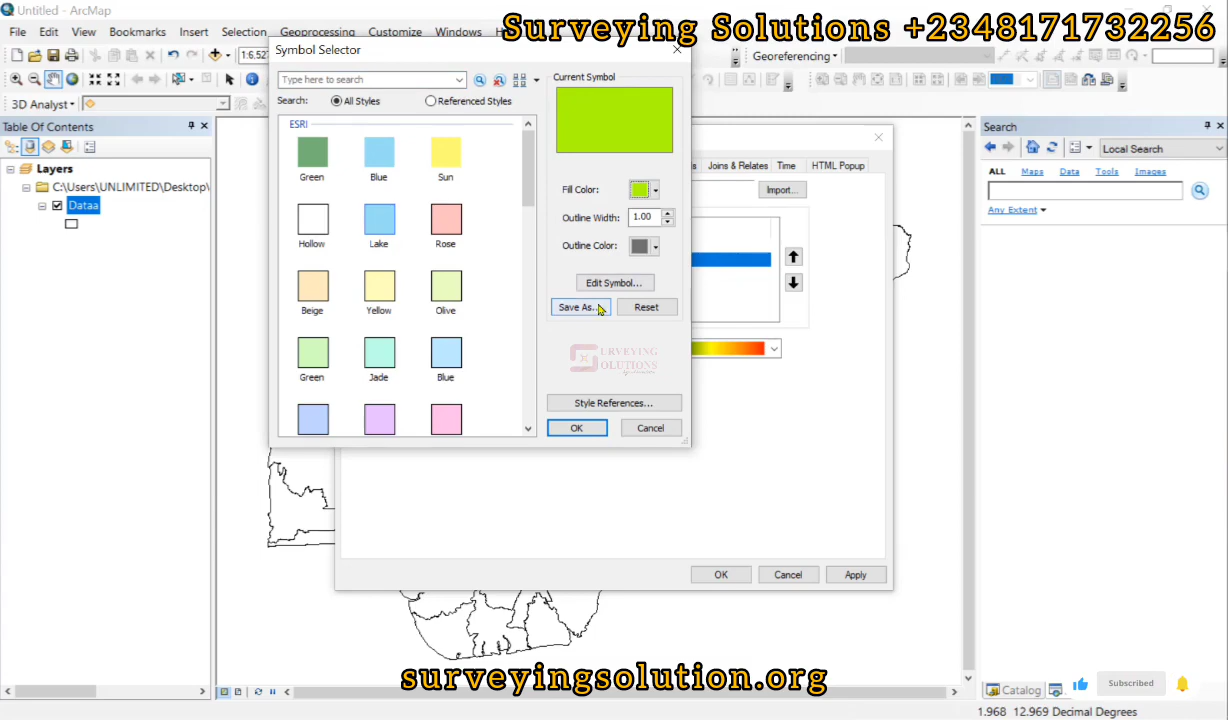 Untitled - ArcMap
Surveying Solutions +2348171732256
File Edit View Bookmarks Insert Selection Geoprocessing Customize Windows
Symbol Selector
1:6,527
Georeferencing
Type here to search
Current Symbol
Search: All Styles Referenced Styles
3D Analyst
ESRI
Table Of Contents
Search
Green Blue Sun
Joins & Relates Time HTML Popup
Local Search
Layers
ALL Maps Data Tools Images
C:\Users\UNLIMITED\Desktop\
Fill Color:
Import...
Dataa
Any Extent
Outline Width: 1.00
Hollow Lake Rose
Outline Color:
Edit Symbol...
Beige Yellow Olive
Save As... Reset
SURVEYING
SOLUTIONS
Green Jade Blue
Style References...
OK Cancel
OK Cancel Apply
surveyingsolution.org
Catalog
Subscribed
1.968 12.969 Decimal Degrees